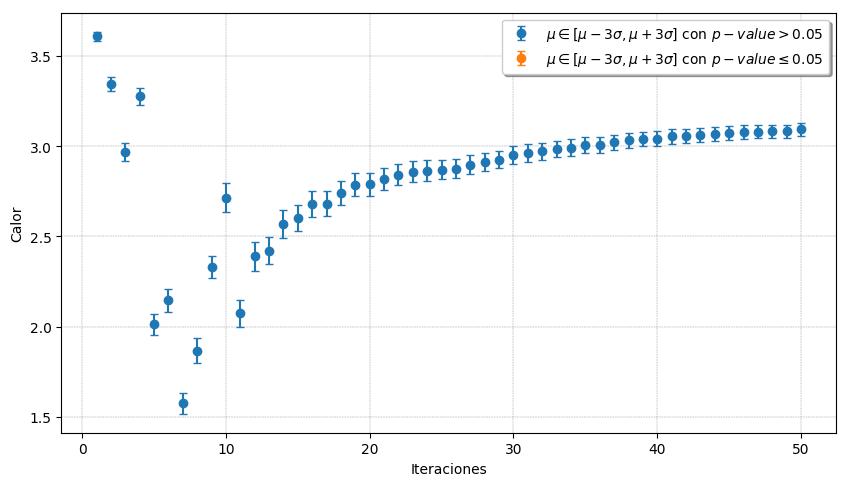 3.5
3.0
2.5
2.0
1.5
Calor
μ ∈ [μ − 3σ, μ + 3σ] con p − value > 0.05
μ ∈ [μ − 3σ, μ + 3σ] con p − value ≤ 0.05
0 10 20 30 40 50
Iteraciones